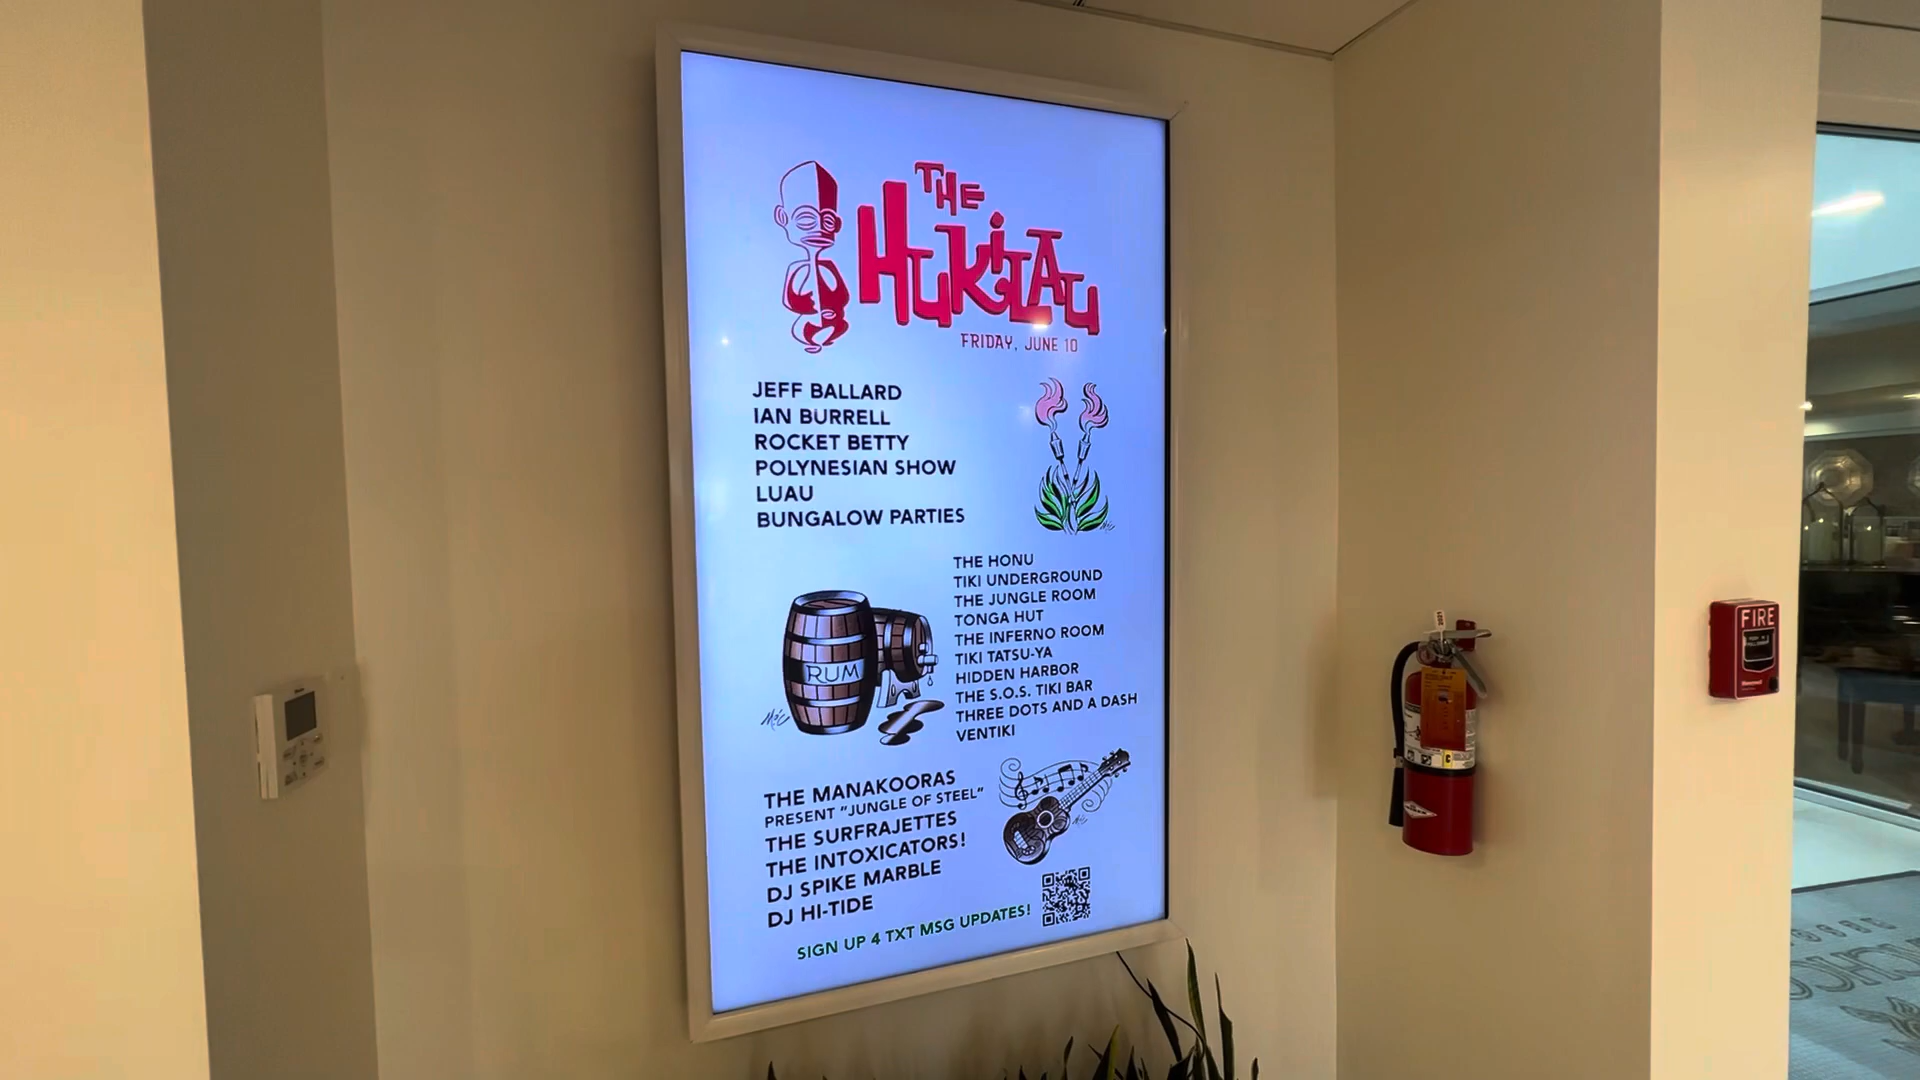 THE
HUKILAU
FRIDAY, JUNE 10
JEFF BALLARD
IAN BURRELL
ROCKET BETTY
POLYNESIAN SHOW
LUAU
BUNGALOW PARTIES
THE HONU
TIKI UNDERGROUND
THE JUNGLE ROOM
TONGA HUT
THE INFERNO ROOM
TIKI TATSU-YA
HIDDEN HARBOR
THE S.O.S. TIKI BAR
THREE DOTS AND A DASH
VENTIKI
RUM
THE MANAKOORAS
PRESENT "JUNGLE OF STEEL"
THE SURFRAJETTES
THE INTOXICATORS!
DJ SPIKE MARBLE
DJ HI-TIDE
SIGN UP 4 TXT MSG UPDATES!
FIRE